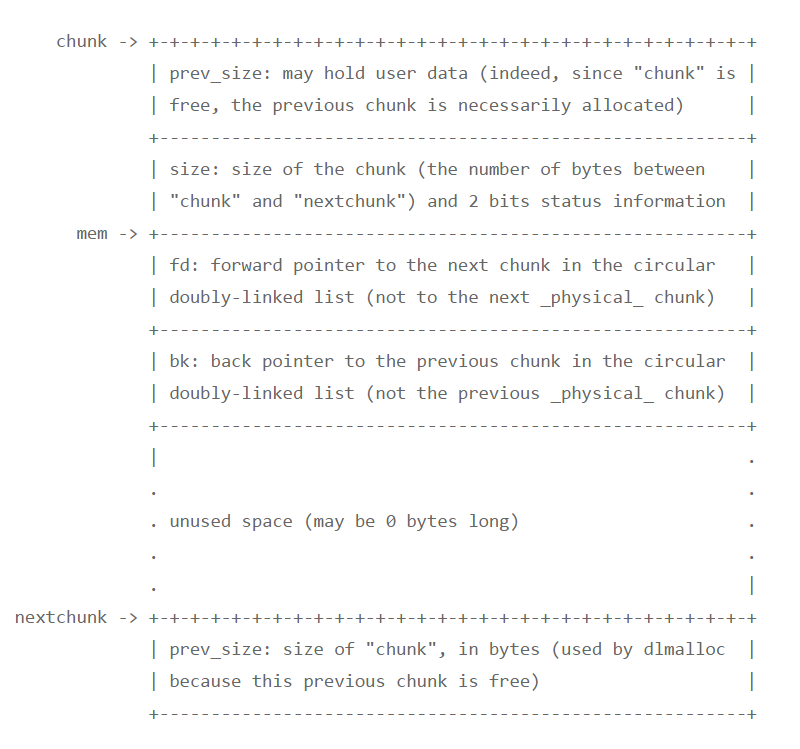 chunk -> +-+-+-+-+-+-+-+-+-+-+-+-+-+-+-+-+-+-+-+-+-+-+-+-+-+-+-+-+-+
         | prev_size: may hold user data (indeed, since "chunk" is |
         | free, the previous chunk is necessarily allocated)      |
         +---------------------------------------------------------+
         | size: size of the chunk (the number of bytes between    |
         | "chunk" and "nextchunk") and 2 bits status information  |
  mem -> +---------------------------------------------------------+
         | fd: forward pointer to the next chunk in the circular   |
         | doubly-linked list (not to the next _physical_ chunk)   |
         +---------------------------------------------------------+
         | bk: back pointer to the previous chunk in the circular  |
         | doubly-linked list (not the previous _physical_ chunk)  |
         +---------------------------------------------------------+
         |                                                         .
         .                                                         .
         . unused space (may be 0 bytes long)                      .
         .                                                         .
         .                                                         |
nextchunk -> +-+-+-+-+-+-+-+-+-+-+-+-+-+-+-+-+-+-+-+-+-+-+-+-+-+-+-+-+-+
         | prev_size: size of "chunk", in bytes (used by dlmalloc  |
         | because this previous chunk is free)                    |
         +---------------------------------------------------------+